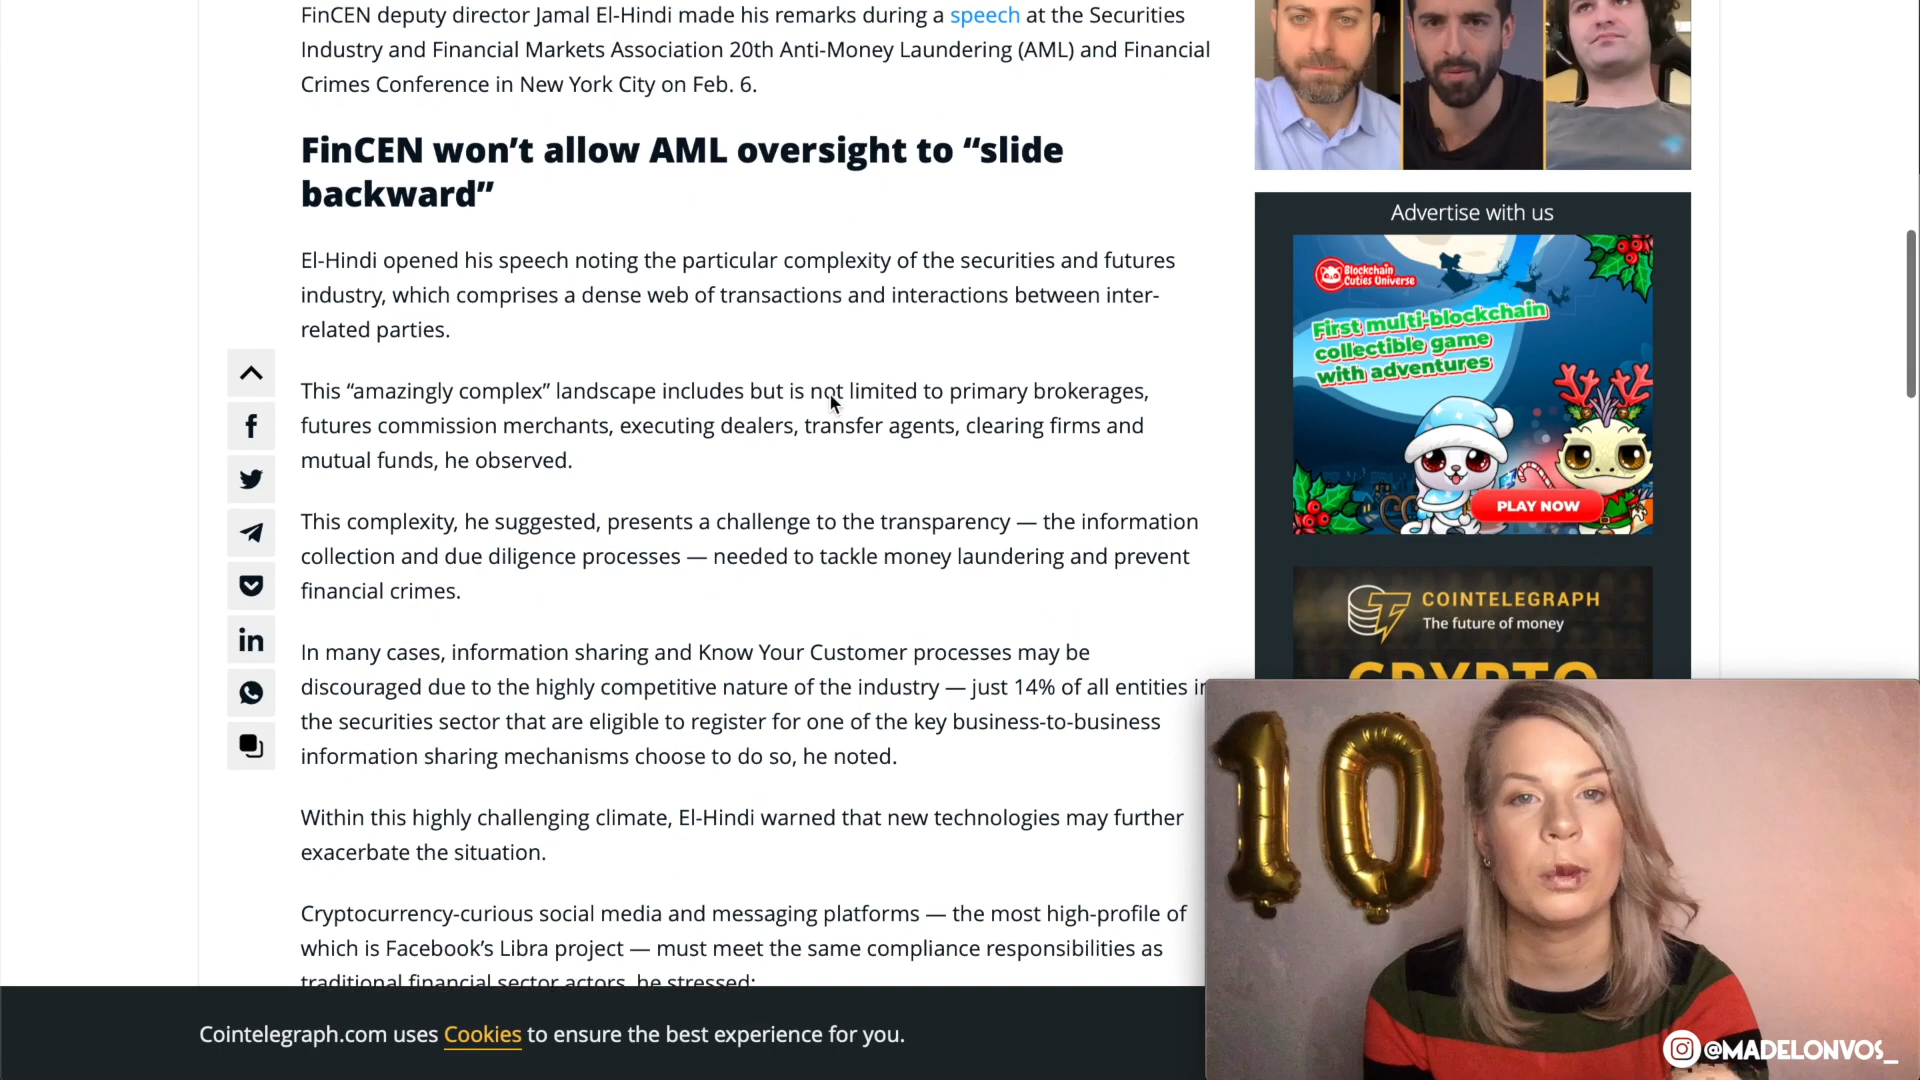 FinCEN deputy director Jamal El-Hindi made his remarks during a speech at the Securities
Industry and Financial Markets Association 20th Anti-Money Laundering (AML) and Financial
Crimes Conference in New York City on Feb. 6.
FinCEN won’t allow AML oversight to “slide
backward”
El-Hindi opened his speech noting the particular complexity of the securities and futures
industry, which comprises a dense web of transactions and interactions between inter-
related parties.
This “amazingly complex” landscape includes but is not limited to primary brokerages,
futures commission merchants, executing dealers, transfer agents, clearing firms and
mutual funds, he observed.
This complexity, he suggested, presents a challenge to the transparency — the information
collection and due diligence processes — needed to tackle money laundering and prevent
financial crimes.
In many cases, information sharing and Know Your Customer processes may be
discouraged due to the highly competitive nature of the industry — just 14% of all entities in
the securities sector that are eligible to register for one of the key business-to-business
information sharing mechanisms choose to do so, he noted.
Within this highly challenging climate, El-Hindi warned that new technologies may further
exacerbate the situation.
Cryptocurrency-curious social media and messaging platforms — the most high-profile of
which is Facebook’s Libra project — must meet the same compliance responsibilities as
traditional financial sector actors, he stressed:
Cointelegraph.com uses Cookies to ensure the best experience for you.
Advertise with us
Blockchain
Cuties Universe
First multi-blockchain
collectible game
with adventures
PLAY NOW
COINTELEGRAPH
The future of money
CRYPTO
10
@MADELONVOS_